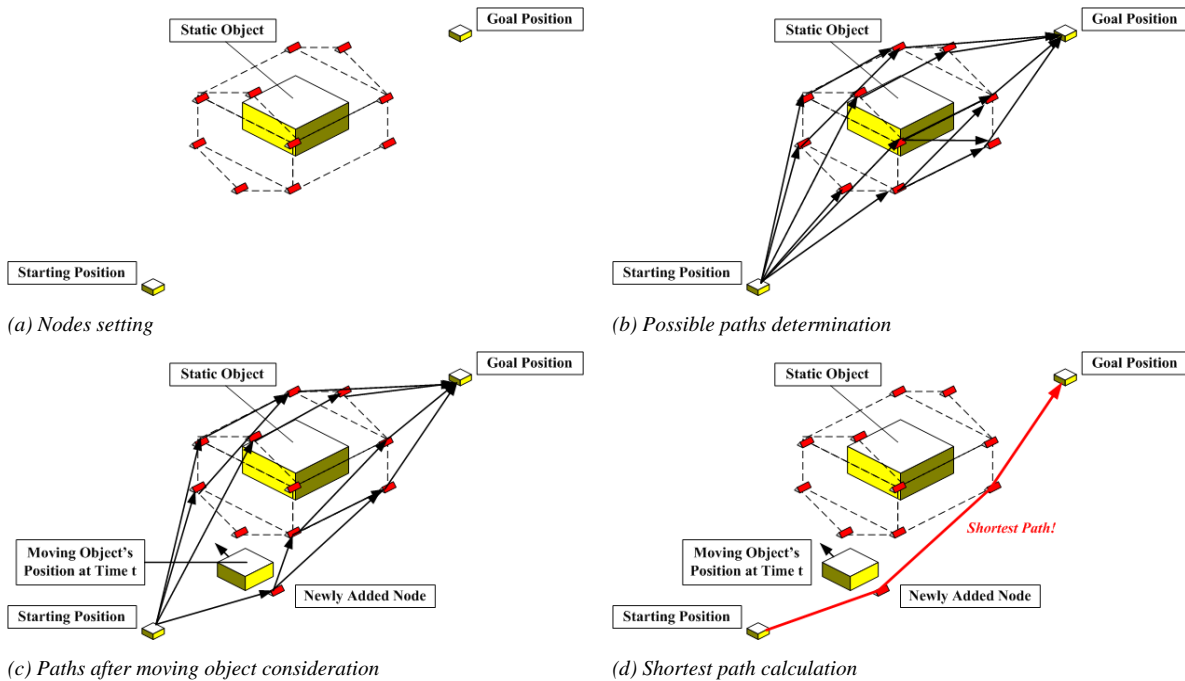 Static Object
Goal Position
Starting Position
(a) Nodes setting
Static Object
Goal Position
Starting Position
(b) Possible paths determination
Static Object
Goal Position
Moving Object's
Position at Time t
Newly Added Node
Starting Position
(c) Paths after moving object consideration
Static Object
Goal Position
Shortest Path!
Moving Object's
Position at Time t
Newly Added Node
Starting Position
(d) Shortest path calculation